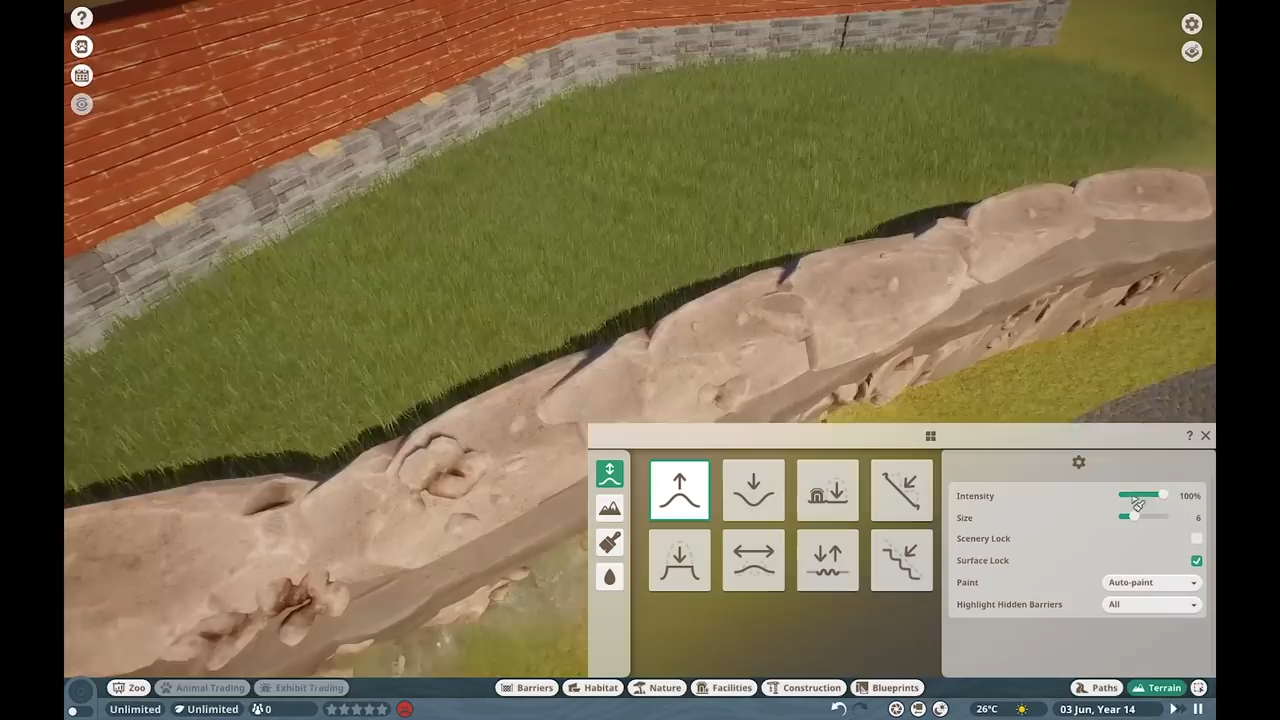 ?
? ×
Intensity 100%
Size 6
Scenery Lock
Surface Lock
Paint Auto-paint
Highlight Hidden Barriers All
Zoo Animal Trading Exhibit Trading Barriers Habitat Nature Facilities Construction Blueprints Paths Terrain
Unlimited Unlimited 0 26°C 03 Jun, Year 14